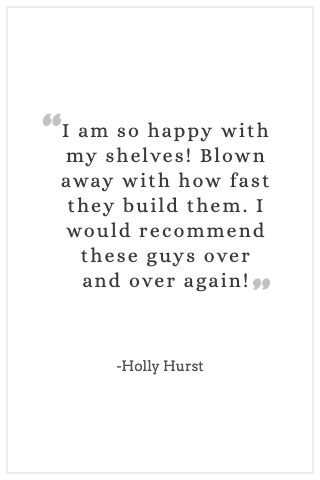 “I am so happy with
my shelves! Blown
away with how fast
they build them. I
would recommend
these guys over
and over again!”
-Holly Hurst